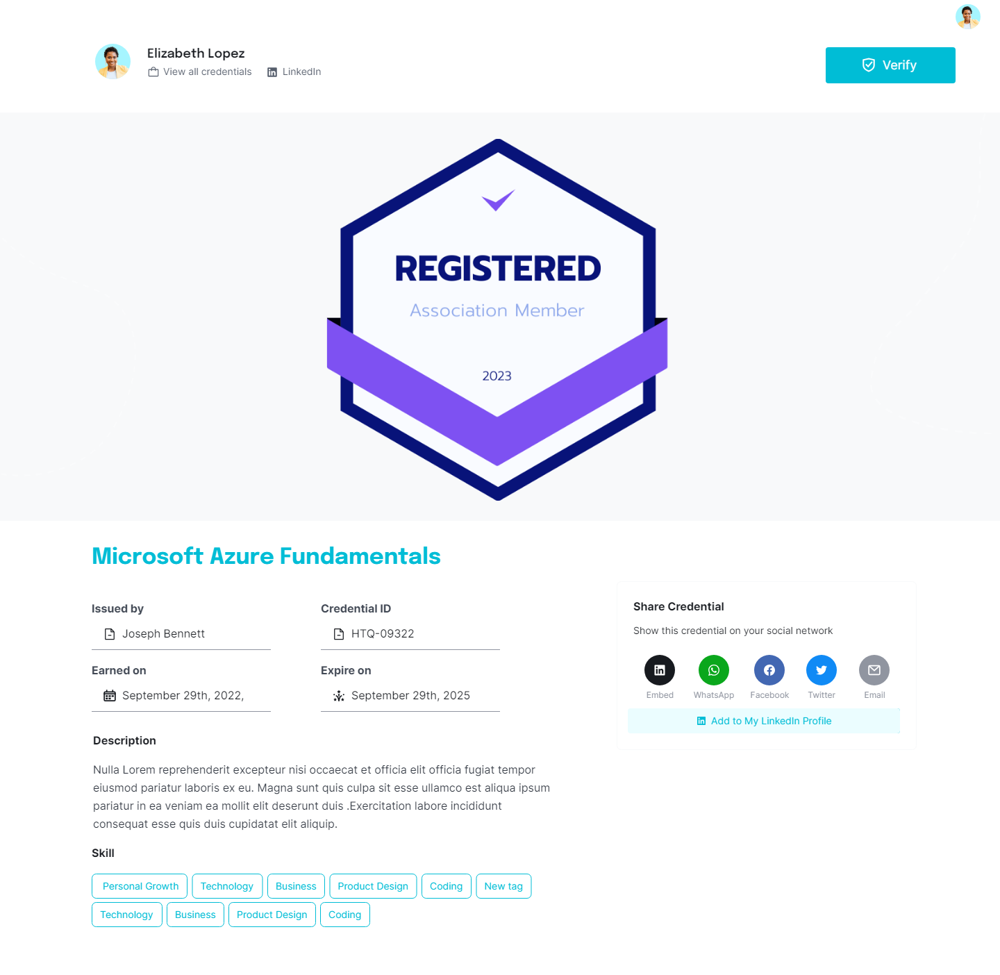 Elizabeth Lopez
View all credentials LinkedIn
Verify
REGISTERED
Association Member
2023
Microsoft Azure Fundamentals
Issued by
Joseph Bennett
Credential ID
HTQ-09322
Earned on
September 29th, 2022,
Expire on
September 29th, 2025
Description
Nulla Lorem reprehenderit excepteur nisi occaecat et officia elit officia fugiat tempor
eiusmod pariatur laboris ex eu. Magna sunt quis culpa sit esse ullamco est aliqua ipsum
pariatur in ea veniam ea mollit elit deserunt duis .Exercitation labore incididunt
consequat esse quis duis cupidatat elit aliquip.
Skill
Personal Growth Technology Business Product Design Coding New tag
Technology Business Product Design Coding
Share Credential
Show this credential on your social network
Embed WhatsApp Facebook Twitter Email
Add to My LinkedIn Profile